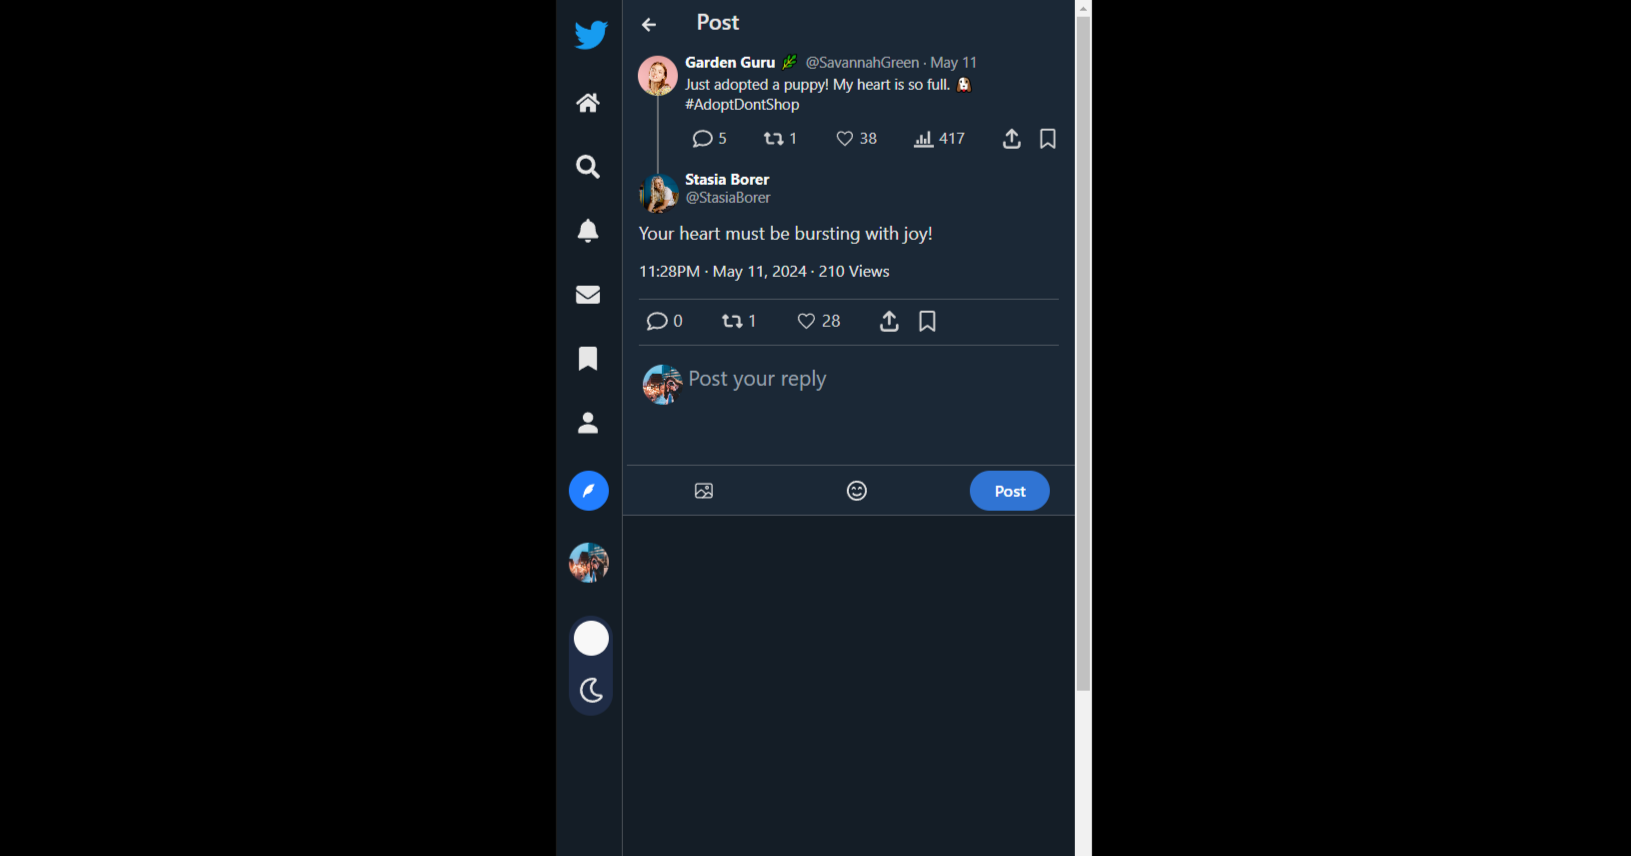 Post
Garden Guru 🌿 @SavannahGreen · May 11
Just adopted a puppy! My heart is so full. 🐶
#AdoptDontShop
5 1 38 417
Stasia Borer
@StasiaBorer
Your heart must be bursting with joy!
11:28PM · May 11, 2024 · 210 Views
0 1 28
Post your reply
Post